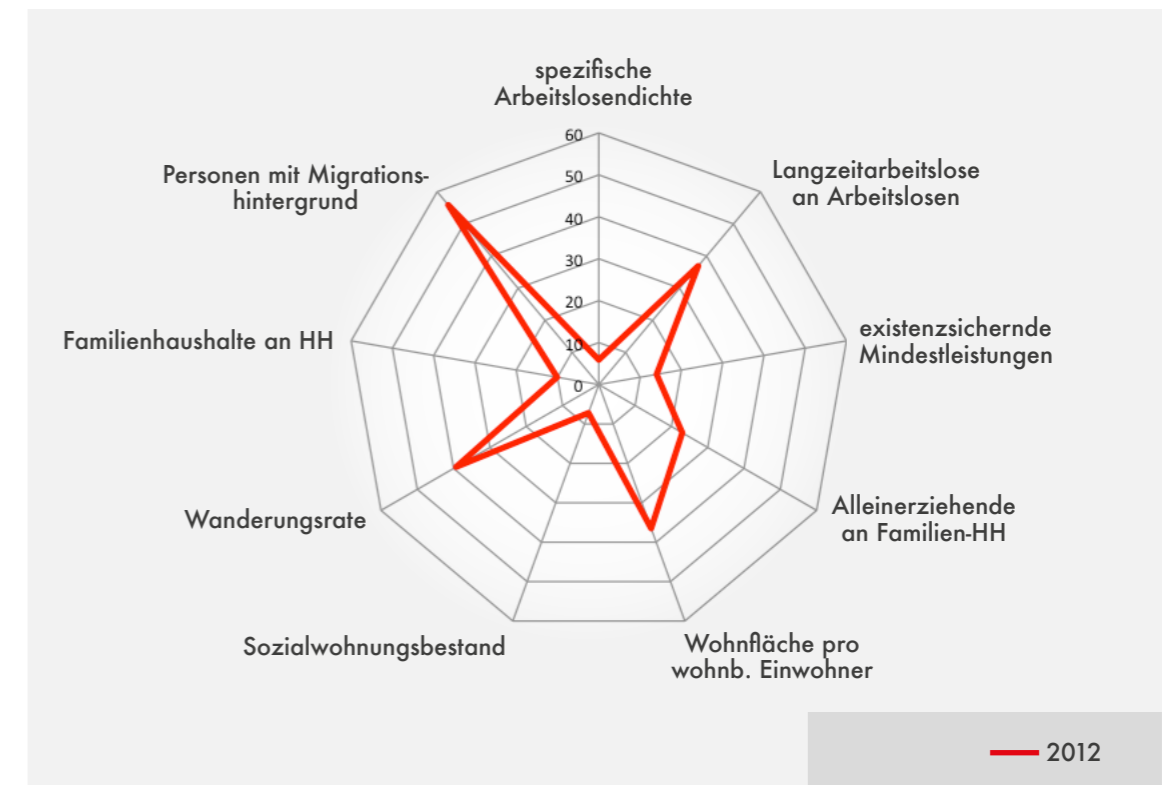 spezifische
Arbeitslosendichte
Langzeitarbeitslose
an Arbeitslosen
existenzsichernde
Mindestleistungen
Alleinerziehende
an Familien-HH
Wohnfläche pro
wohnb. Einwohner
Sozialwohnungsbestand
Wanderungsrate
Familienhaushalte an HH
Personen mit Migrations-
hintergrund
60
50
40
30
20
10
0
2012